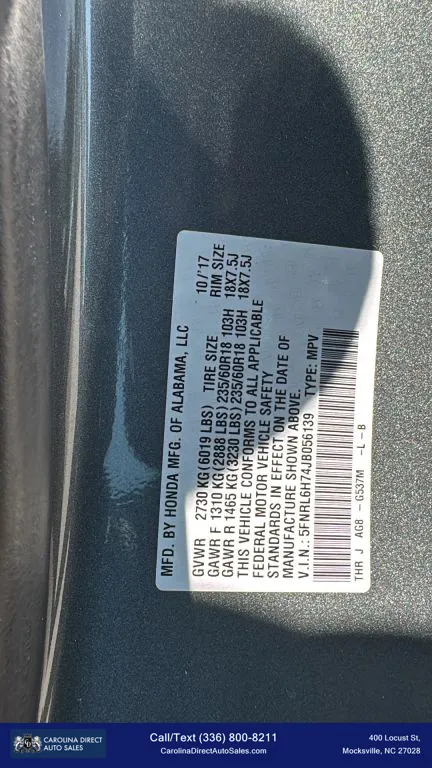 MFD. BY HONDA MFG. OF ALABAMA, LLC 10/'17
GVWR 2730 KG(6019 LBS) TIRE SIZE RIM SIZE
GAWR F 1310 KG(2888 LBS)235/60R18 103H 18X7.5J
GAWR R 1465 KG(3230 LBS)235/60R18 103H 18X7.5J
THIS VEHICLE CONFORMS TO ALL APPLICABLE
FEDERAL MOTOR VEHICLE SAFETY
STANDARDS IN EFFECT ON THE DATE OF
MANUFACTURE SHOWN ABOVE.
V.I.N.:5FNRL6H74JB056139 TYPE: MPV
THR J AG8 - G537M -L-B
CAROLINA DIRECT
AUTO SALES
Call/Text (336) 800-8211
CarolinaDirectAutoSales.com
400 Locust St,
Mocksville, NC 27028